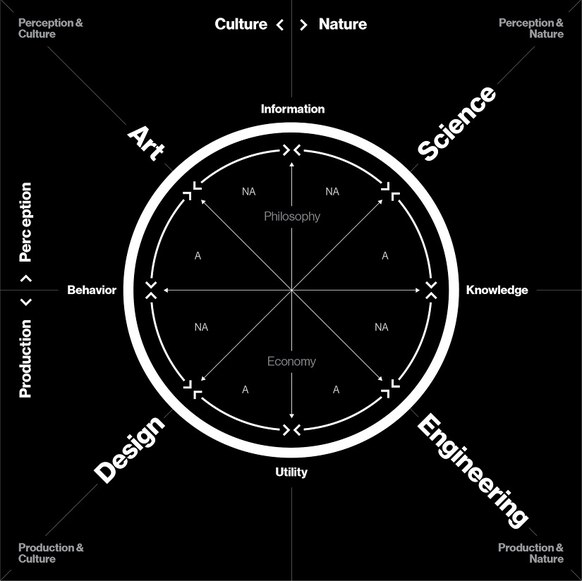 Perception &
Culture
Culture < > Nature
Perception &
Nature
Information
Art
Science
NA
NA
Philosophy
A
A
Production < > Perception
Behavior
Knowledge
NA
NA
Economy
A
A
Design
Engineering
Utility
Production &
Culture
Production &
Nature